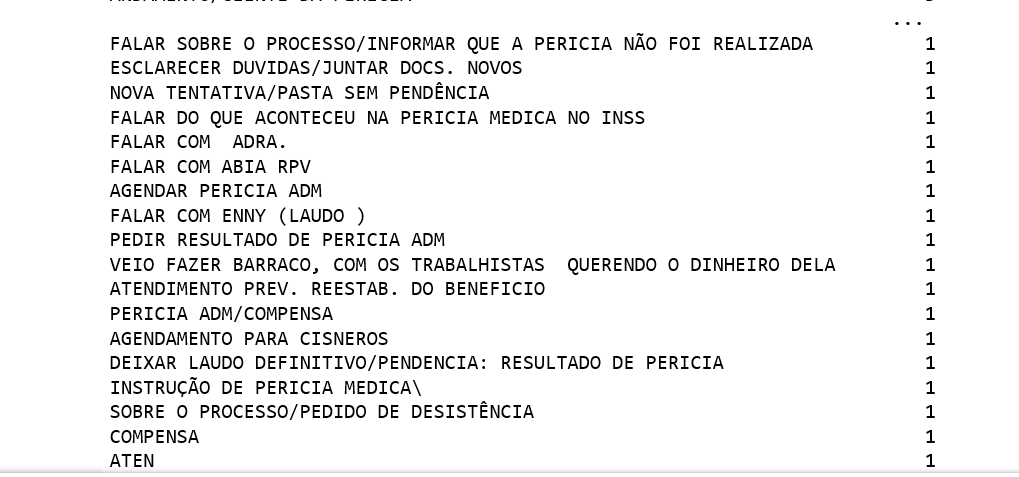 ...
FALAR SOBRE O PROCESSO/INFORMAR QUE A PERICIA NÃO FOI REALIZADA 1
ESCLARECER DUVIDAS/JUNTAR DOCS. NOVOS 1
NOVA TENTATIVA/PASTA SEM PENDÊNCIA 1
FALAR DO QUE ACONTECEU NA PERICIA MEDICA NO INSS 1
FALAR COM  ADRA. 1
FALAR COM ABIA RPV 1
AGENDAR PERICIA ADM 1
FALAR COM ENNY (LAUDO ) 1
PEDIR RESULTADO DE PERICIA ADM 1
VEIO FAZER BARRACO, COM OS TRABALHISTAS  QUERENDO O DINHEIRO DELA 1
ATENDIMENTO PREV. REESTAB. DO BENEFICIO 1
PERICIA ADM/COMPENSA 1
AGENDAMENTO PARA CISNEROS 1
DEIXAR LAUDO DEFINITIVO/PENDENCIA: RESULTADO DE PERICIA 1
INSTRUÇÃO DE PERICIA MEDICA\ 1
SOBRE O PROCESSO/PEDIDO DE DESISTÊNCIA 1
COMPENSA 1
ATEN 1